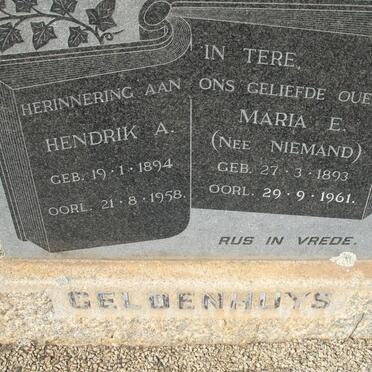 IN TERE.
HERINNERING AAN ONS GELIEFDE OUE
HENDRIK A.
GEB. 19·1·1894
OORL. 21·8·1958.
MARIA E.
(NEE NIEMAND)
GEB. 27·3·1893
OORL. 29·9·1961.
RUS IN VREDE.
GELDENHUYS